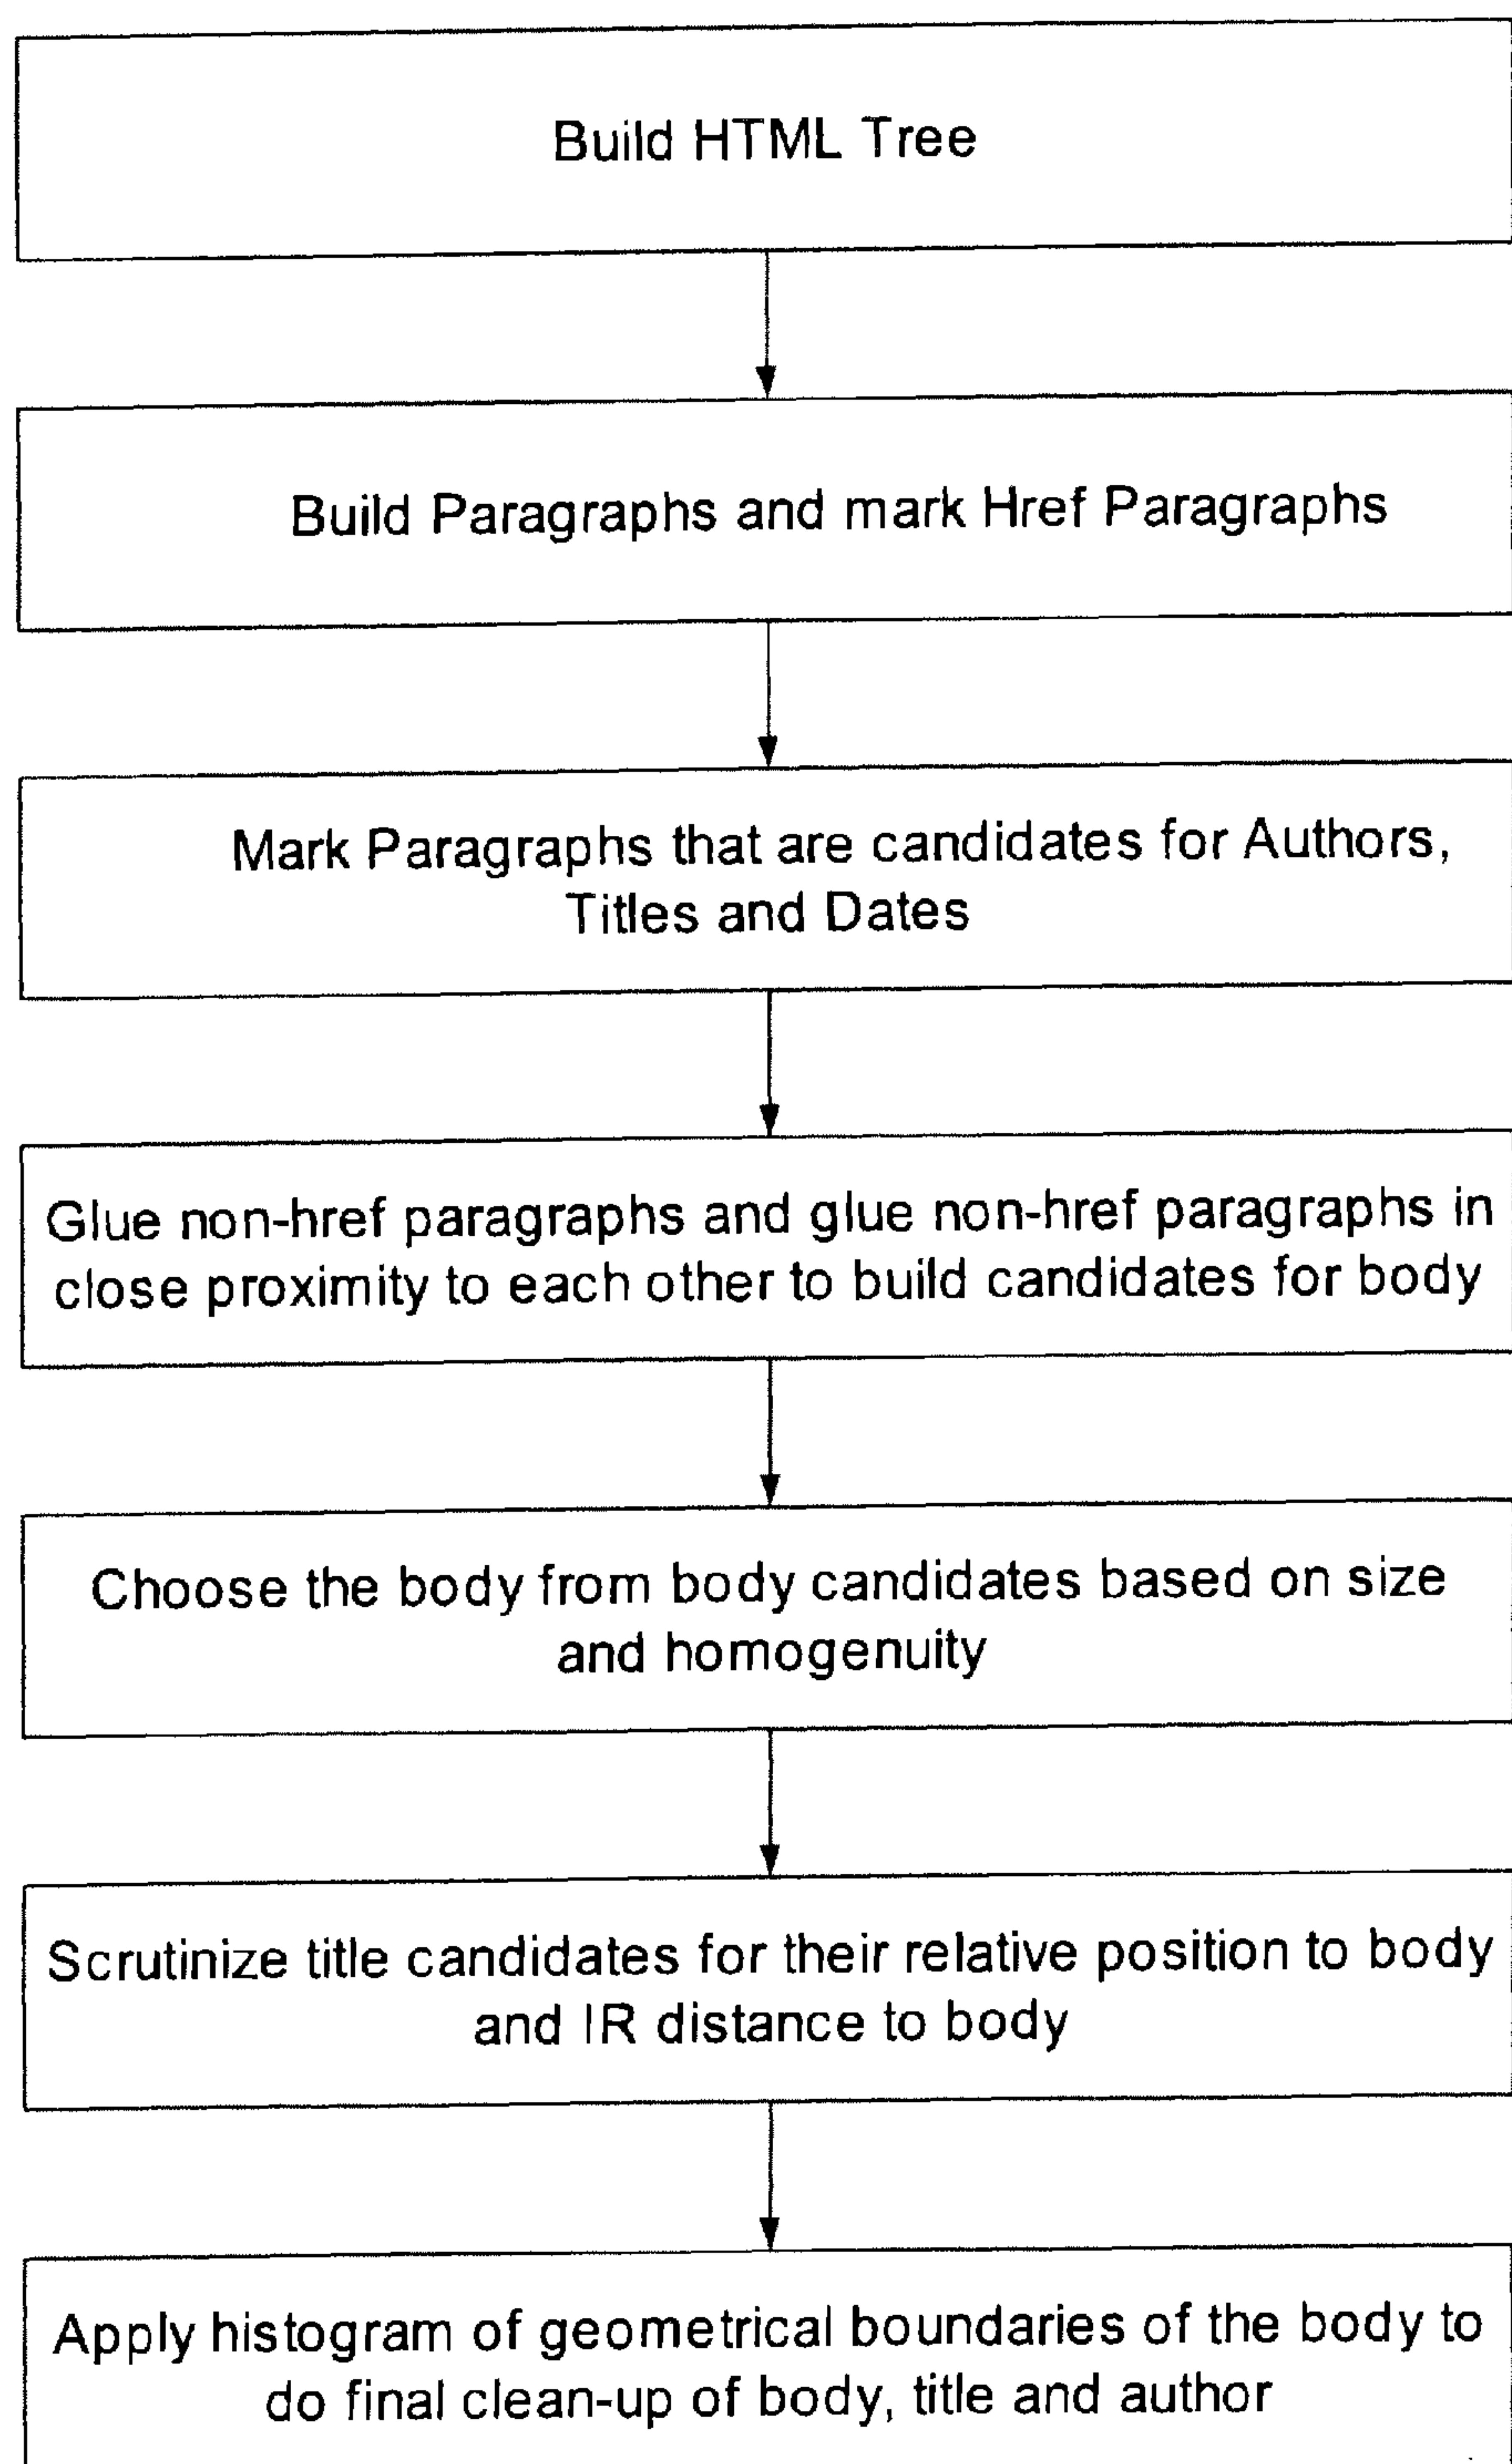 Build HTML Tree
Build Paragraphs and mark Href Paragraphs
Mark Paragraphs that are candidates for Authors,
Titles and Dates
Glue non-href paragraphs and glue non-href paragraphs in
close proximity to each other to build candidates for body
Choose the body from body candidates based on size
and homogenuity
Scrutinize title candidates for their relative position to body
and IR distance to body
Apply histogram of geometrical boundaries of the body to
do final clean-up of body, title and author